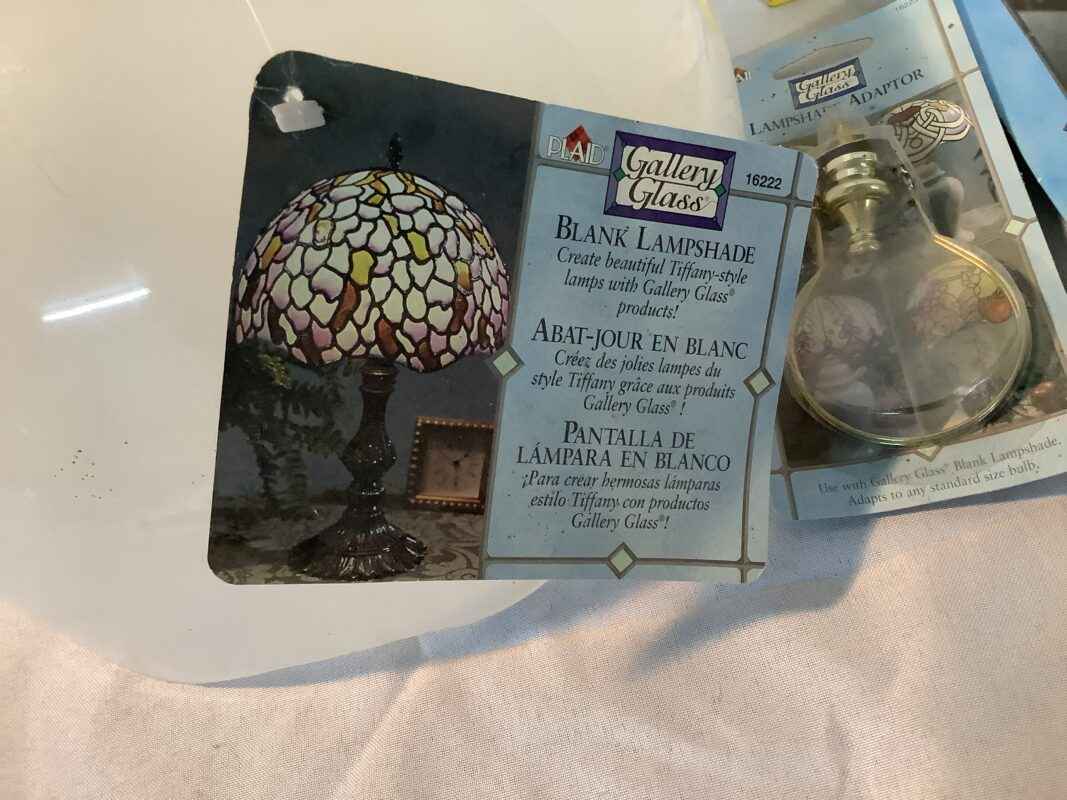 PLAID®
Gallery
Glass®
16222
BLANK LAMPSHADE
Create beautiful Tiffany-style
lamps with Gallery Glass®
products!
ABAT-JOUR EN BLANC
Créez des jolies lampes du
style Tiffany grâce aux produits
Gallery Glass® !
PANTALLA DE
LÁMPARA EN BLANCO
¡Para crear hermosas lámparas
estilo Tiffany con productos
Gallery Glass®!
Gallery
Glass
LAMPSHADE ADAPTOR
Use with Gallery Glass® Blank Lampshade.
Adapts to any standard size bulb.